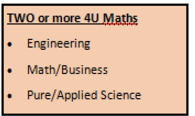 TWO or more 4U Maths
• Engineering
• Math/Business
• Pure/Applied Science